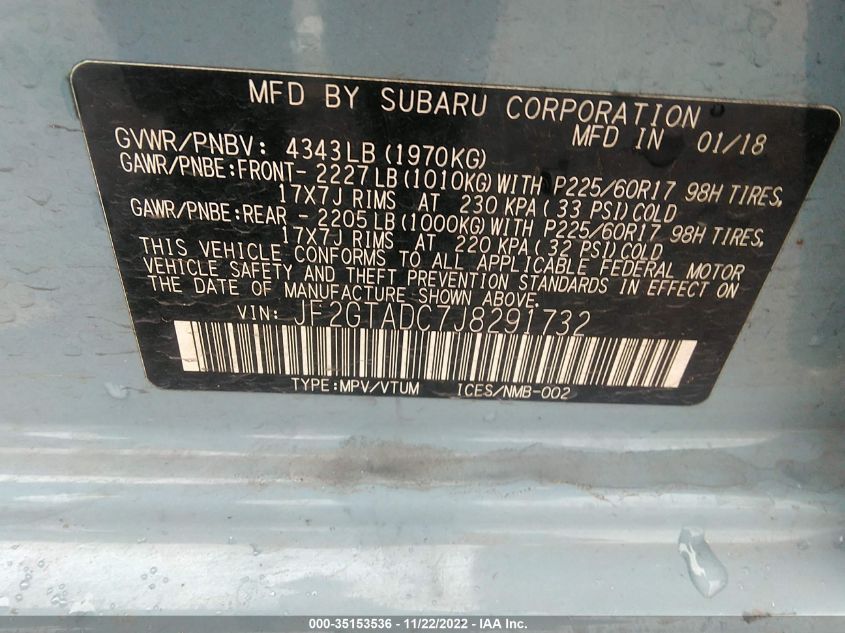 MFD BY SUBARU CORPORATION
MFD IN 01/18
GVWR/PNBV: 4343LB(1970KG)
GAWR/PNBE:FRONT- 2227LB(1010KG)WITH P225/60R17 98H TIRES,
17X7J RIMS AT 230 KPA(33 PSI)COLD
GAWR/PNBE:REAR - 2205LB(1000KG)WITH P225/60R17 98H TIRES,
17X7J RIMS AT 220 KPA(32 PSI)COLD
THIS VEHICLE CONFORMS TO ALL APPLICABLE FEDERAL MOTOR
VEHICLE SAFETY AND THEFT PREVENTION STANDARDS IN EFFECT ON
THE DATE OF MANUFACTURE SHOWN ABOVE.
VIN: JF2GTADC7J8291732
TYPE:MPV/VTUM ICES/NMB-002
000-35153536 - 11/22/2022 - IAA Inc.